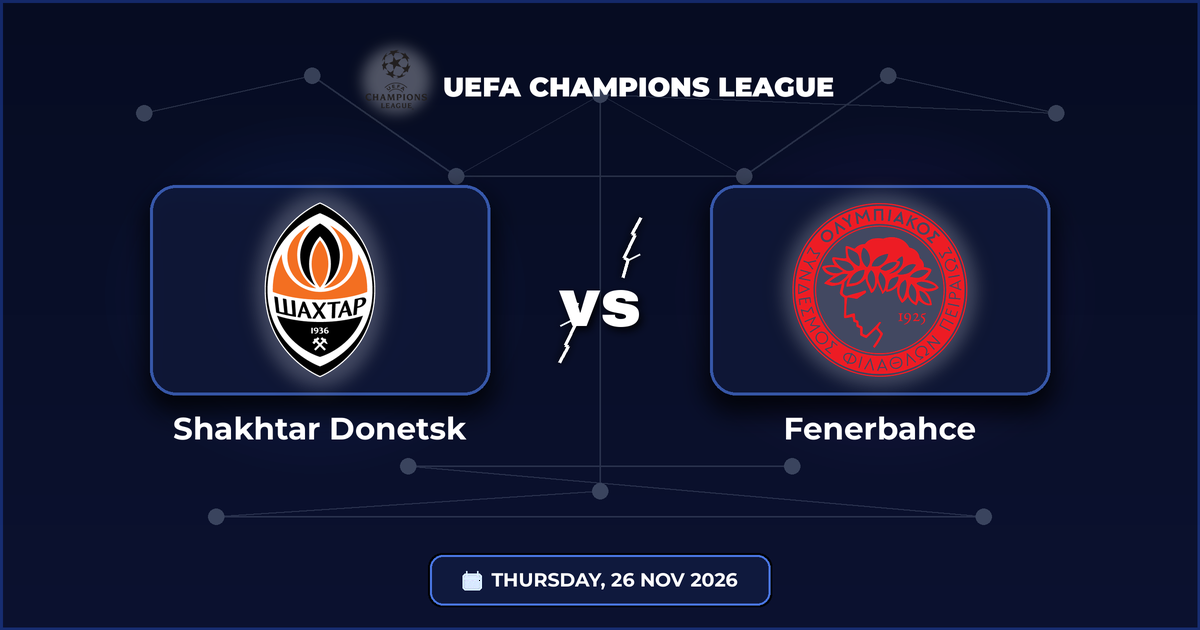 UEFA
CHAMPIONS
LEAGUE
UEFA CHAMPIONS LEAGUE
ШАХТАР
1936
ΟΛΥΜΠΙΑΚΟΣ
ΣΥΝΔΕΣΜΟΣ ΦΙΛΑΘΛΩΝ ΠΕΙΡΑΙΩΣ
1925
VS
Shakhtar Donetsk
Fenerbahce
THURSDAY, 26 NOV 2026